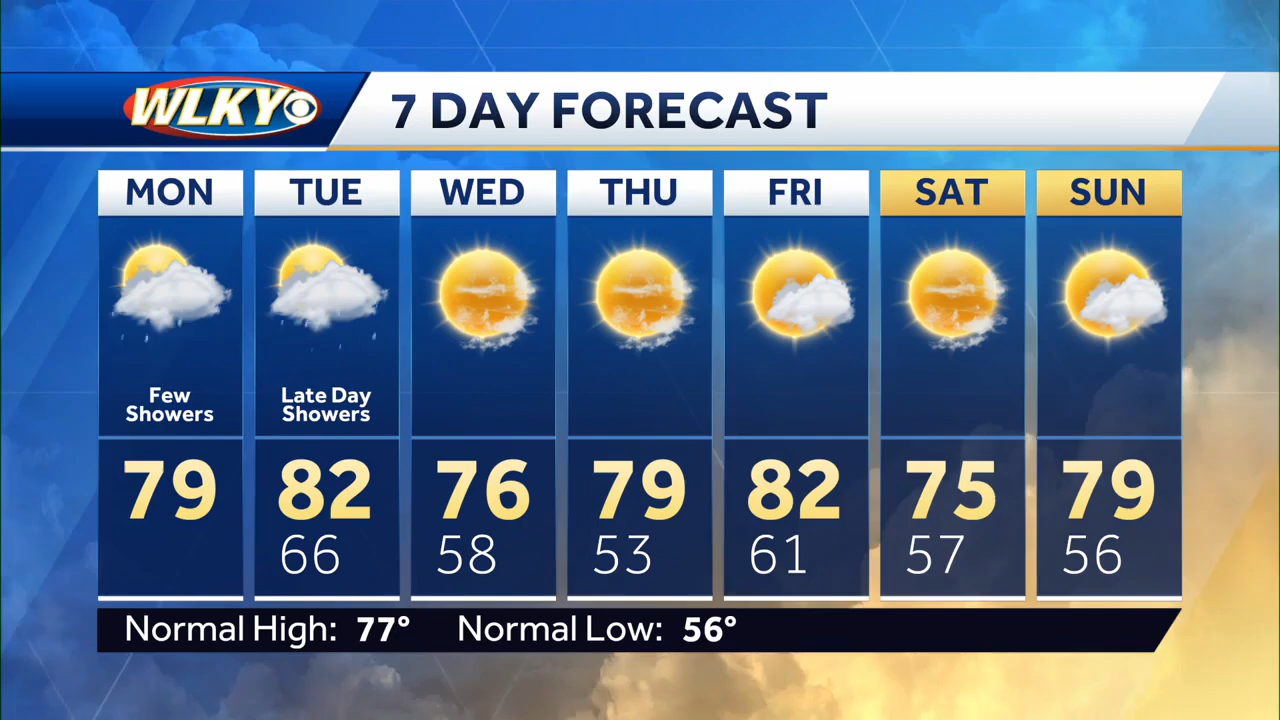 WLKY
7 DAY FORECAST
MON TUE WED THU FRI SAT SUN
Few
Showers
Late Day
Showers
79 82 76 79 82 75 79
66 58 53 61 57 56
Normal High: 77° Normal Low: 56°